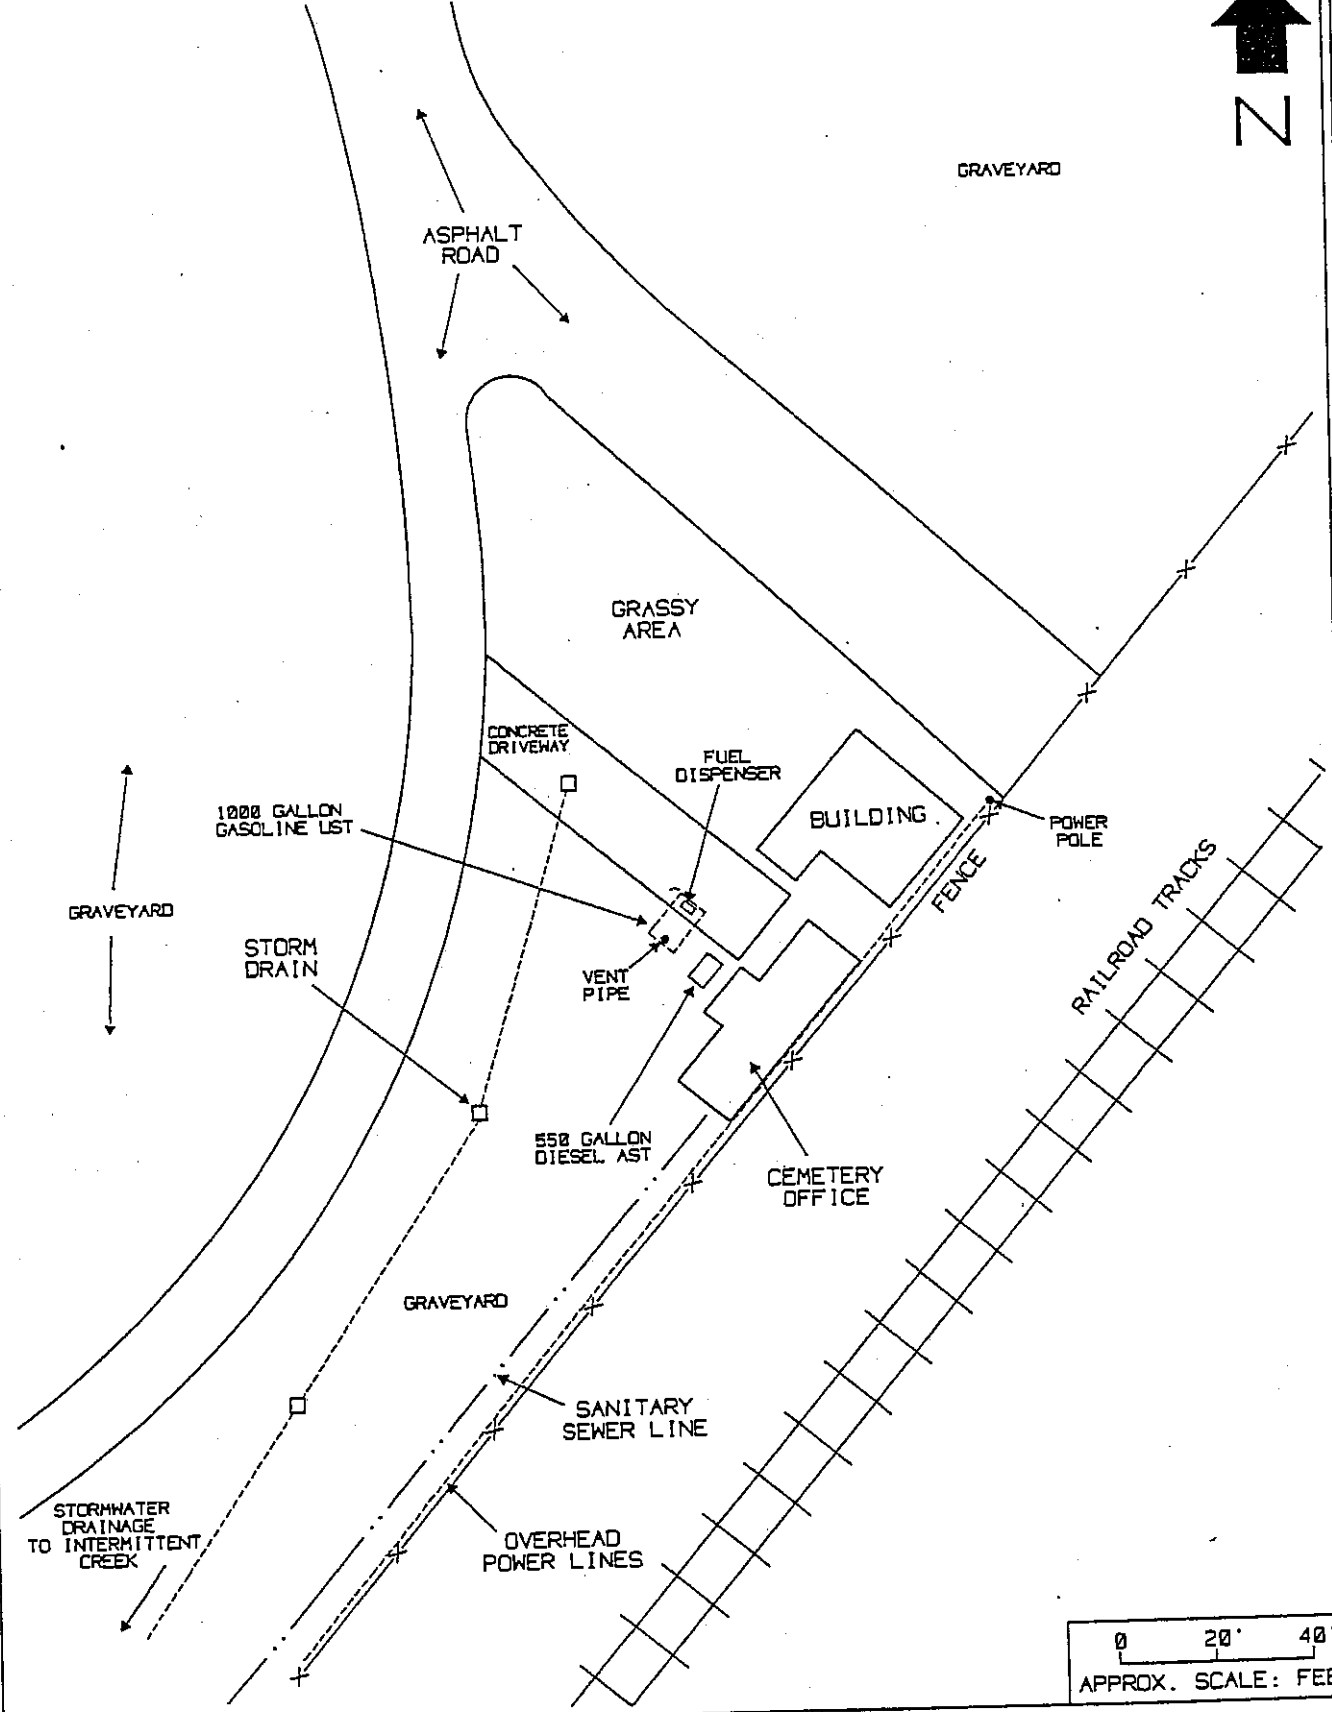 N
GRAVEYARD
ASPHALT
ROAD
GRASSY
AREA
CONCRETE
DRIVEWAY
FUEL
DISPENSER
1000 GALLON
GASOLINE UST
BUILDING
POWER
POLE
FENCE
RAILROAD TRACKS
GRAVEYARD
STORM
DRAIN
VENT
PIPE
550 GALLON
DIESEL AST
CEMETERY
OFFICE
GRAVEYARD
SANITARY
SEWER LINE
STORMWATER
DRAINAGE
TO INTERMITTENT
CREEK
OVERHEAD
POWER LINES
0 20' 40'
APPROX. SCALE: FEE